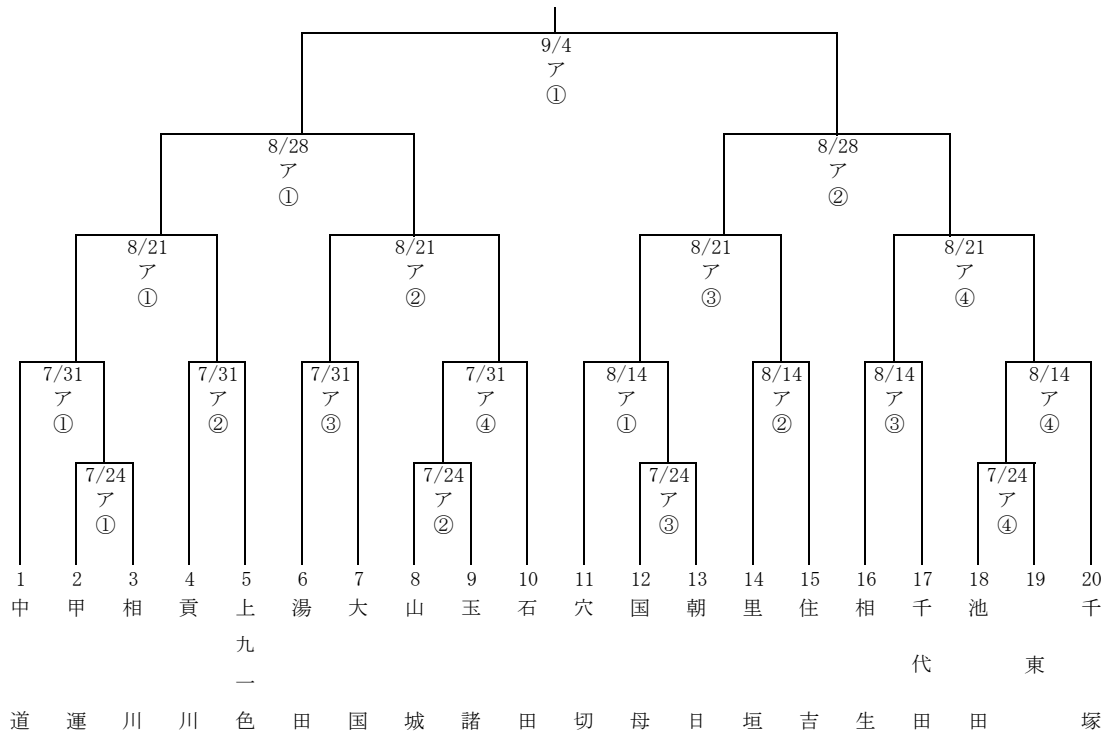 9/4
ア
①
8/28
ア
①
8/28
ア
②
8/21
ア
①
8/21
ア
②
8/21
ア
③
8/21
ア
④
7/31
ア
①
7/31
ア
②
7/31
ア
③
7/31
ア
④
8/14
ア
①
8/14
ア
②
8/14
ア
③
8/14
ア
④
7/24
ア
①
7/24
ア
②
7/24
ア
③
7/24
ア
④
1 中道
2 甲運
3 相川
4 貢川
5 上九一色
6 湯田
7 大国
8 山城
9 玉諸
10 石田
11 穴切
12 国母
13 朝日
14 里垣
15 住吉
16 相生
17 千代田
18 池田
19 東
20 千塚